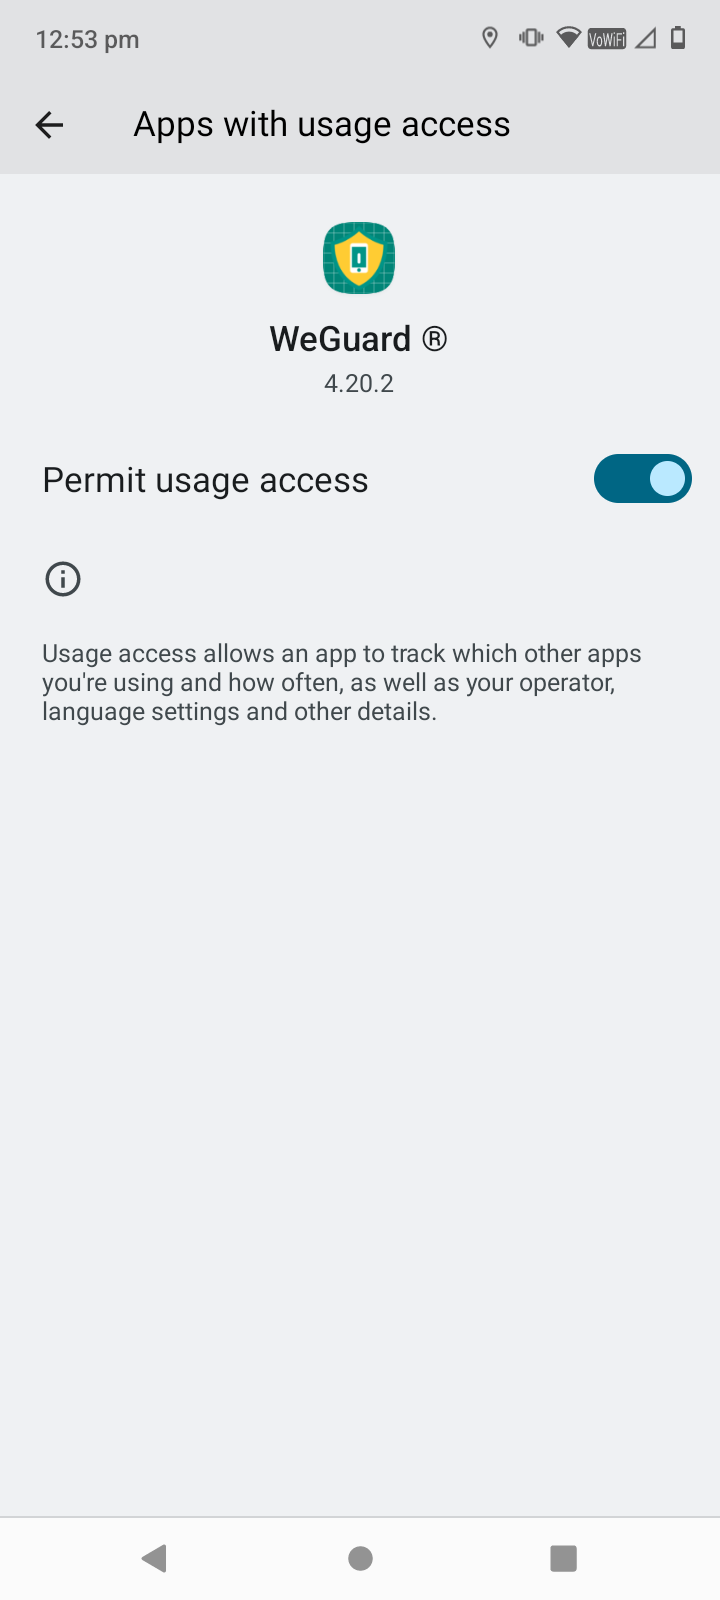 12:53 pm
VoWiFi
Apps with usage access
WeGuard ®
4.20.2
Permit usage access
Usage access allows an app to track which other apps
you're using and how often, as well as your operator,
language settings and other details.